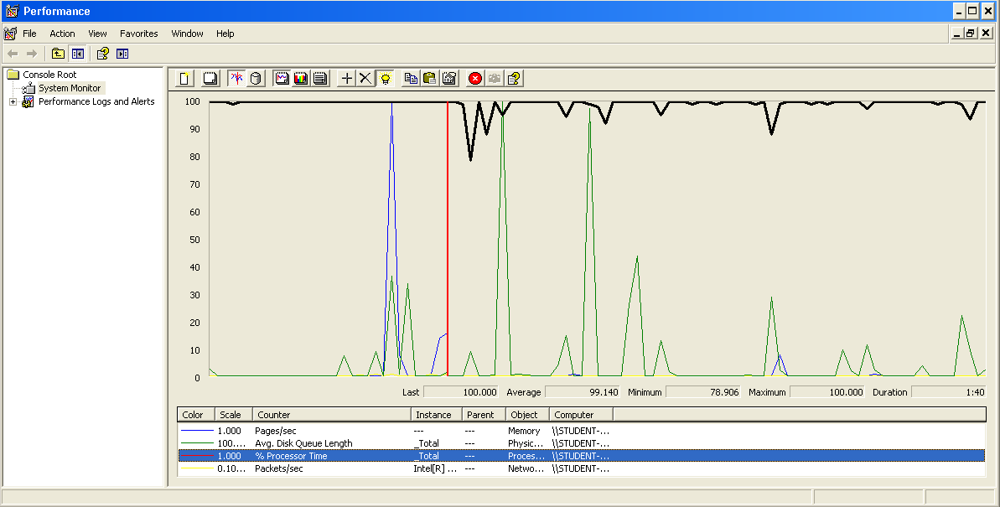 Performance
File Action View Favorites Window Help
Console Root
System Monitor
Performance Logs and Alerts
100
90
80
70
60
50
40
30
20
10
0
Last 100.000 Average 99.140 Minimum 78.906 Maximum 100.000 Duration 1:40
Color Scale Counter Instance Parent Object Computer
1.000 Pages/sec --- --- Memory \\STUDENT-...
100.... Avg. Disk Queue Length _Total --- Physic... \\STUDENT-...
1.000 % Processor Time _Total --- Proces... \\STUDENT-...
0.10... Packets/sec Intel[R] ... --- Netwo... \\STUDENT-...